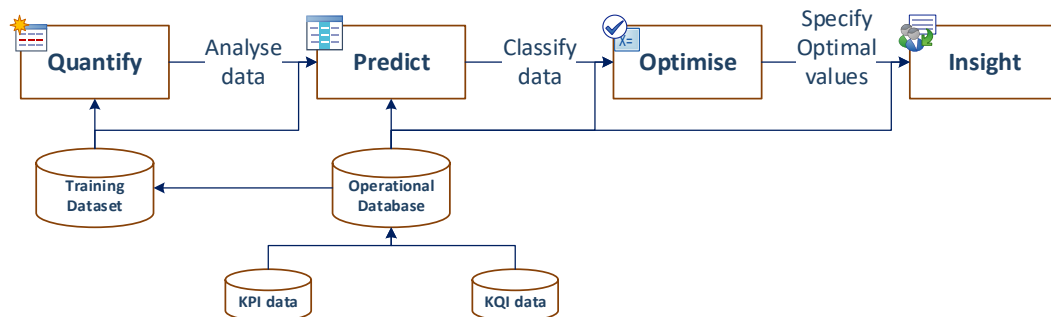 Quantify
Analyse
data
Predict
Classify
data
X=
Optimise
Specify
Optimal
values
Insight
Training
Dataset
Operational
Database
KPI data
KQI data